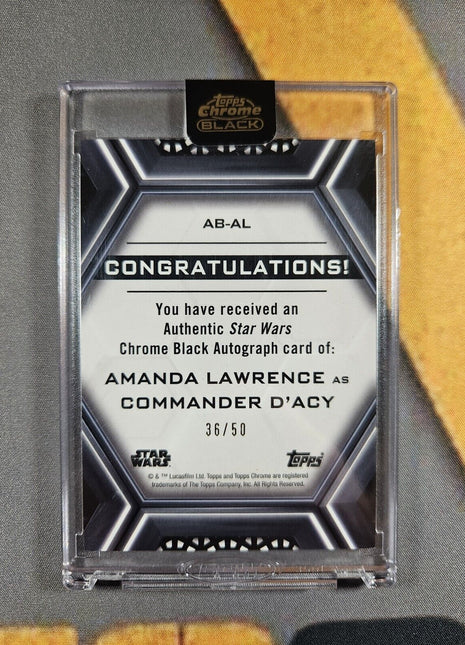 Topps
Chrome
BLACK
AB-AL
CONGRATULATIONS!
You have received an
Authentic Star Wars
Chrome Black Autograph card of:
AMANDA LAWRENCE AS
COMMANDER D'ACY
36/50
STAR
WARS
Topps
© & ™ Lucasfilm Ltd. Topps and Topps Chrome are registered
trademarks of The Topps Company, Inc. All Rights Reserved.